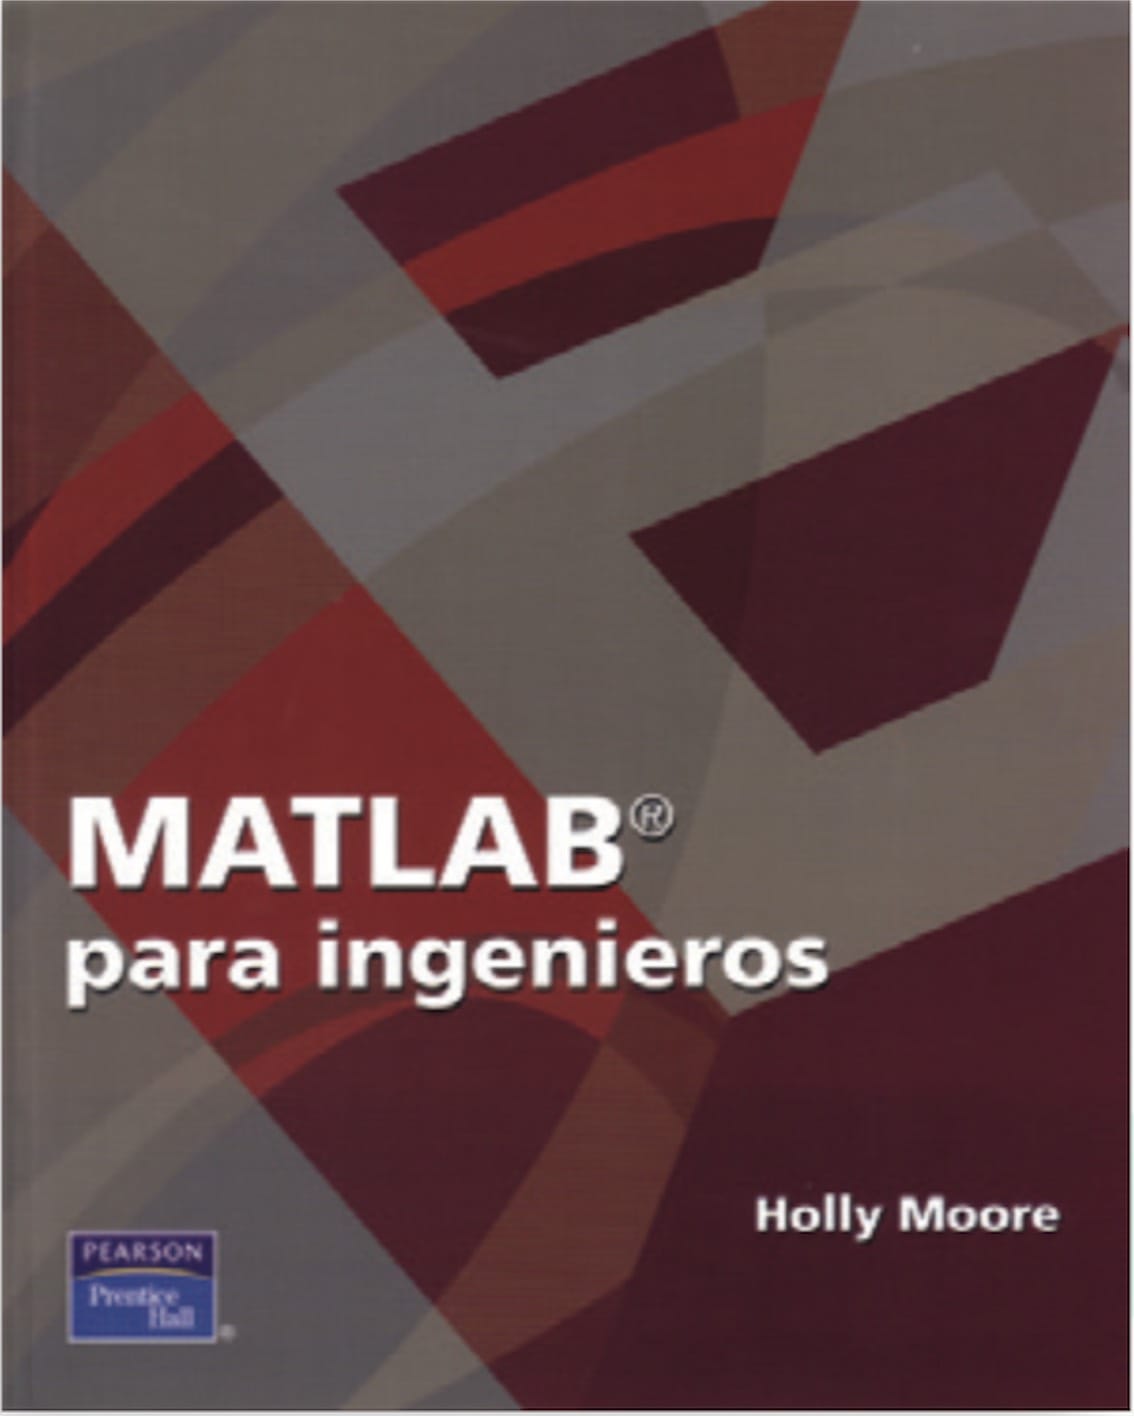 MATLAB®
para ingenieros
Holly Moore
PEARSON
Prentice
Hall
®